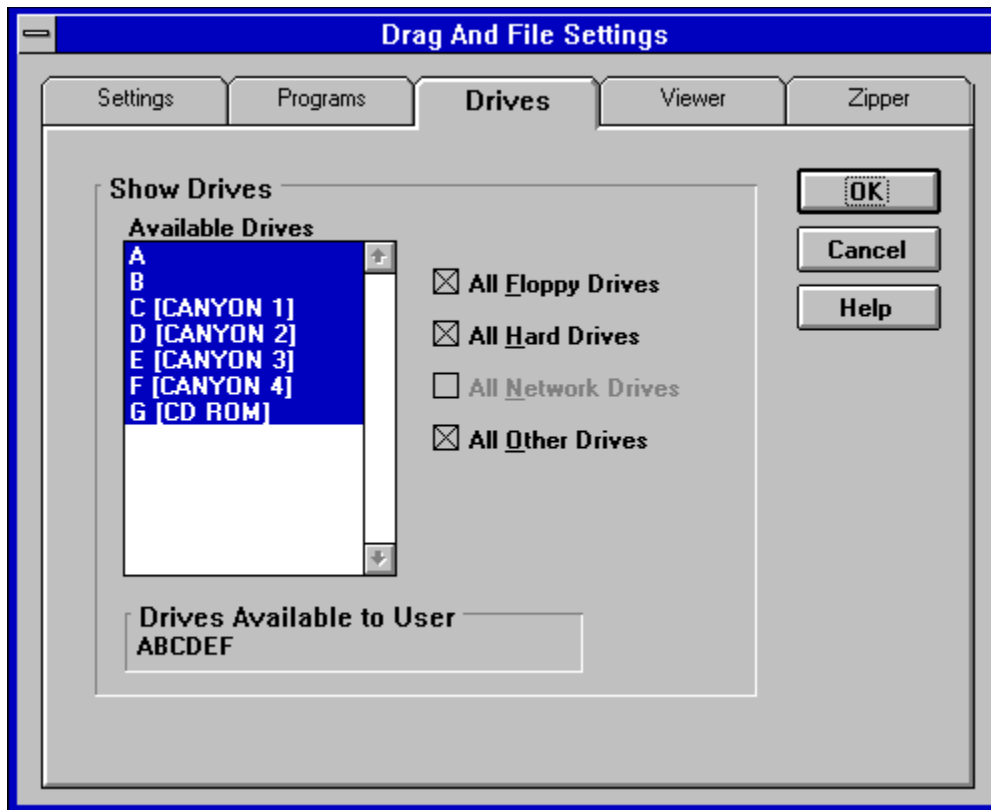 Drag And File Settings
Settings Programs Drives Viewer Zipper
Show Drives
Available Drives
A
B
C [CANYON 1]
D [CANYON 2]
E [CANYON 3]
F [CANYON 4]
G [CD ROM]
All Floppy Drives
All Hard Drives
All Network Drives
All Other Drives
Drives Available to User
ABCDEF
OK
Cancel
Help